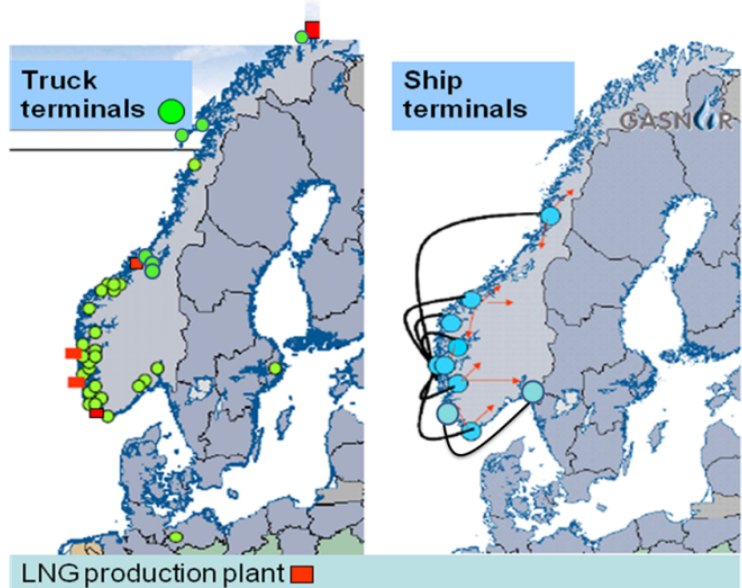 Truck
terminals
Ship
terminals
GASNOR
LNG production plant